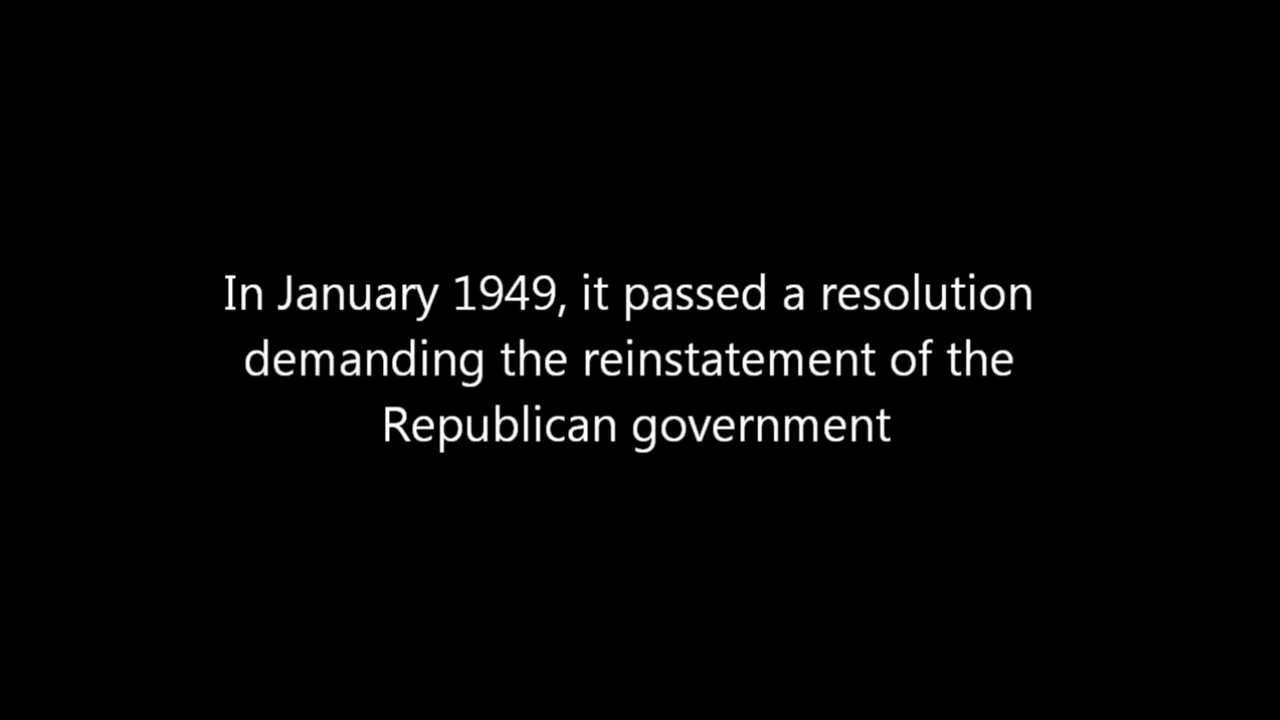 In January 1949, it passed a resolution
demanding the reinstatement of the
Republican government